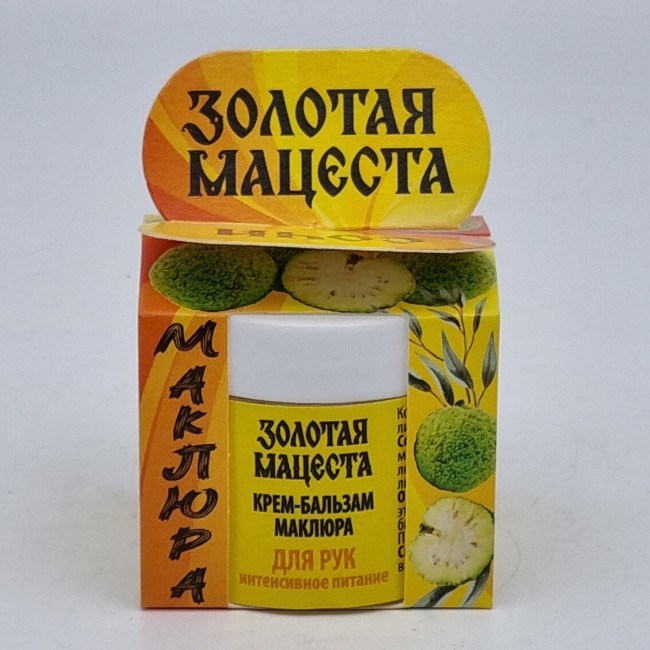 ЗОЛОТАЯ
МАЦЕСТА
МАКЛЮРА
ЗОЛОТАЯ
МАЦЕСТА
КРЕМ-БАЛЬЗАМ
МАКЛЮРА
ДЛЯ РУК
интенсивное питание